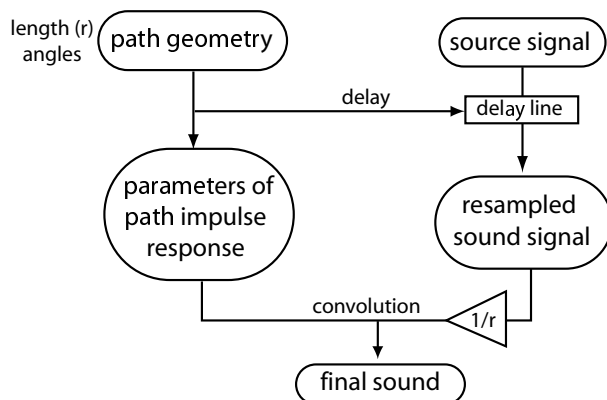 length (r)
angles
path geometry
source signal
delay
delay line
parameters of
path impulse
response
resampled
sound signal
convolution
1/r
final sound